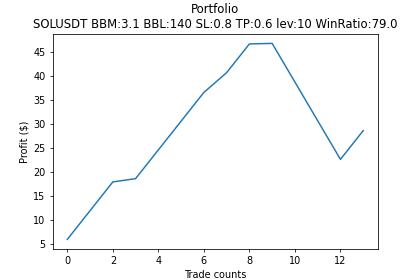 Portfolio
SOLUSDT BBM:3.1 BBL:140 SL:0.8 TP:0.6 lev:10 WinRatio:79.0
45
40
35
30
25
20
15
10
5
Profit ($)
0 2 4 6 8 10 12
Trade counts